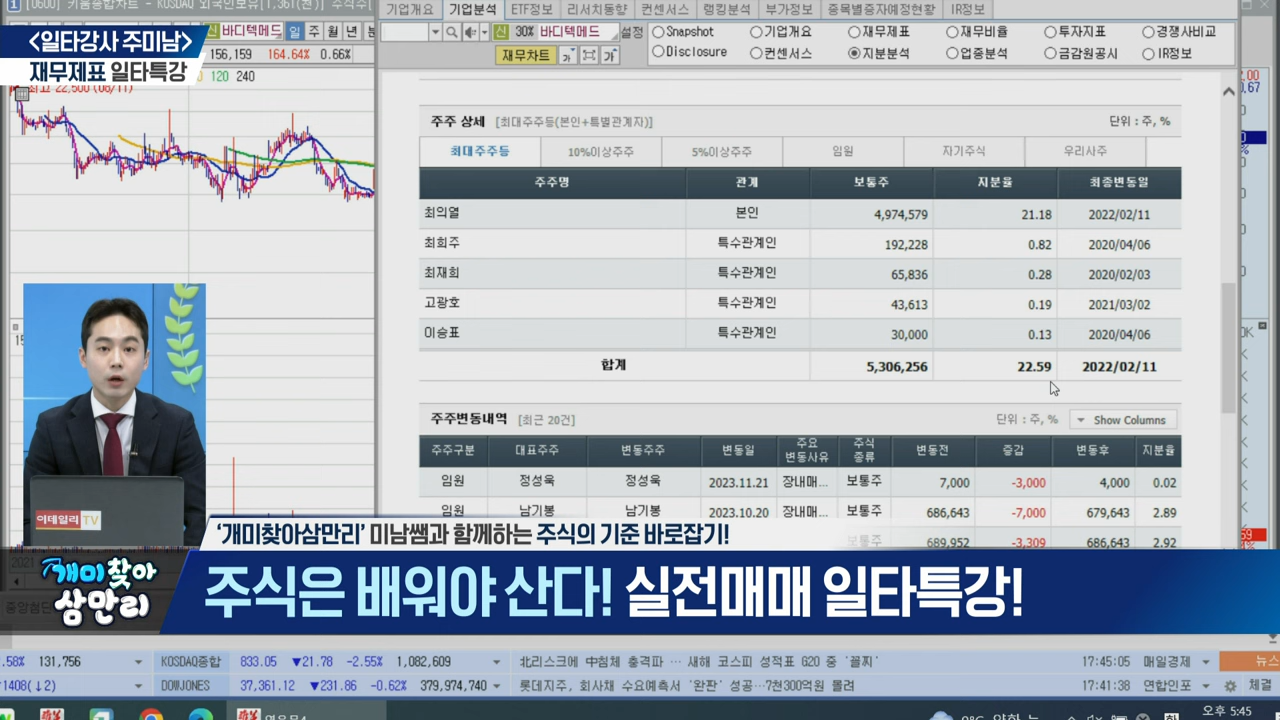 <일타강사 주미남>
재무제표 일타특강
기업개요 기업분석 ETF정보 리서치동향 컨센서스 랭킹분석 부가정보 종목별증자예정현황 IR정보
신 바디텍메드 일 주 월 년
신 30% 바디텍메드 설정
Snapshot 기업개요 재무제표 재무비율 투자지표 경쟁사비교
재무차트 Disclosure 컨센서스 지분분석 업종분석 금감원공시 IR정보
156,159 164.64% 0.66%
120 240
주주 상세 [최대주주등(본인+특별관계자)] 단위 : 주, %
최대주주등 10%이상주주 5%이상주주 임원 자기주식 우리사주
주주명 관계 보통주 지분율 최종변동일
최의열 본인 4,974,579 21.18 2022/02/11
최희주 특수관계인 192,228 0.82 2020/04/06
최재희 특수관계인 65,836 0.28 2020/02/03
고광호 특수관계인 43,613 0.19 2021/03/02
이승표 특수관계인 30,000 0.13 2020/04/06
합계 5,306,256 22.59 2022/02/11
주주변동내역 [최근 20건] 단위 : 주, % Show Columns
주주구분 대표주주 변동주주 변동일 주요 변동사유 주식 종류 변동전 증감 변동후 지분율
임원 정성욱 정성욱 2023.11.21 장내매... 보통주 7,000 -3,000 4,000 0.02
임원 남기봉 남기봉 2023.10.20 장내매... 보통주 686,643 -7,000 679,643 2.89
보통주 689,952 -3,309 686,643 2.92
이데일리TV
'개미찾아삼만리' 미남쌤과 함께하는 주식의 기준 바로잡기!
개미찾아
삼만리
주식은 배워야 산다! 실전매매 일타특강!
.58% 131,756 KOSDAQ종합 833.05 ▼21.78 -2.55% 1,082,609 北리스크에 中침체 충격파 … 새해 코스피 성적표 G20 중 '꼴찌' 17:45:05 매일경제 뉴스
1408(↓2) DOWJONES 37,361.12 ▼231.86 -0.62% 379,974,740 롯데지주, 회사채 수요예측서 '완판' 성공…7천300억원 몰려 17:41:38 연합인포 체결
오후 5:45